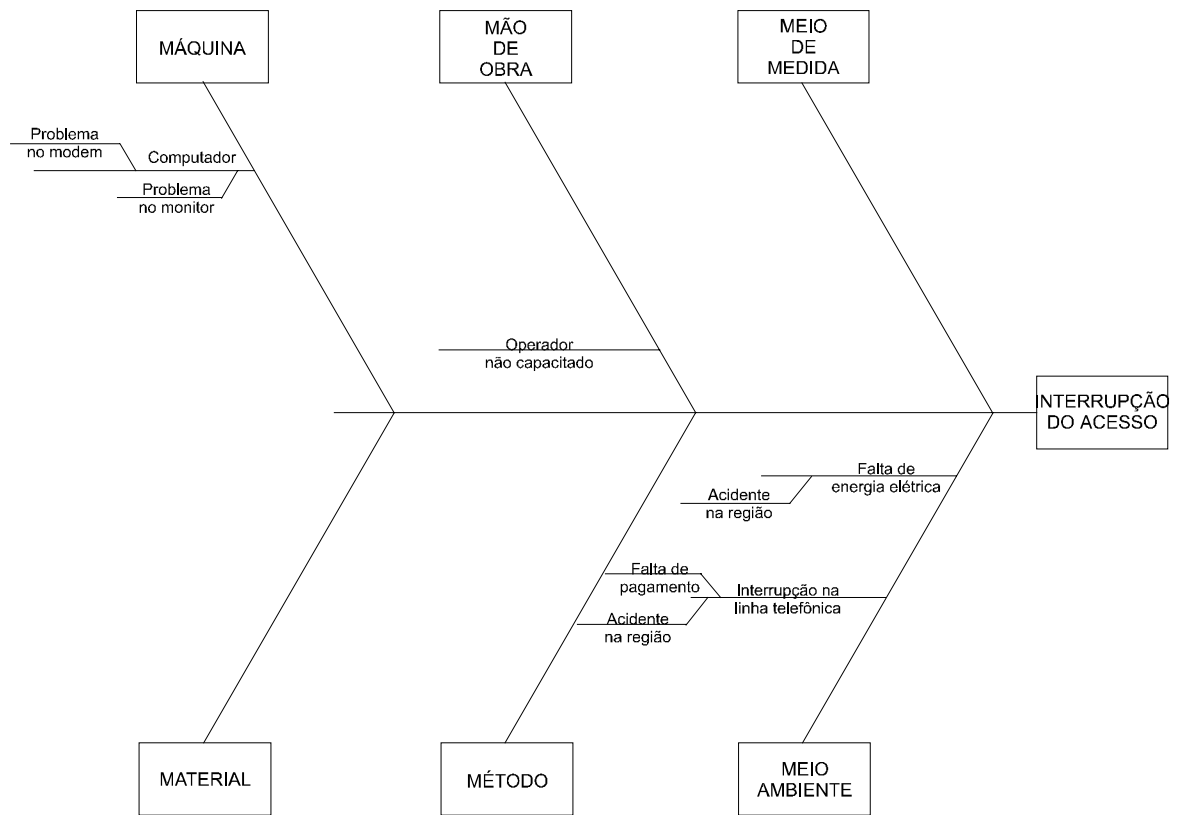 MÁQUINA
MÃO
DE
OBRA
MEIO
DE
MEDIDA
Problema
no modem
Computador
Problema
no monitor
Operador
não capacitado
INTERRUPÇÃO
DO ACESSO
Falta de
energia elétrica
Acidente
na região
Falta de
pagamento
Interrupção na
linha telefônica
Acidente
na região
MATERIAL
MÉTODO
MEIO
AMBIENTE